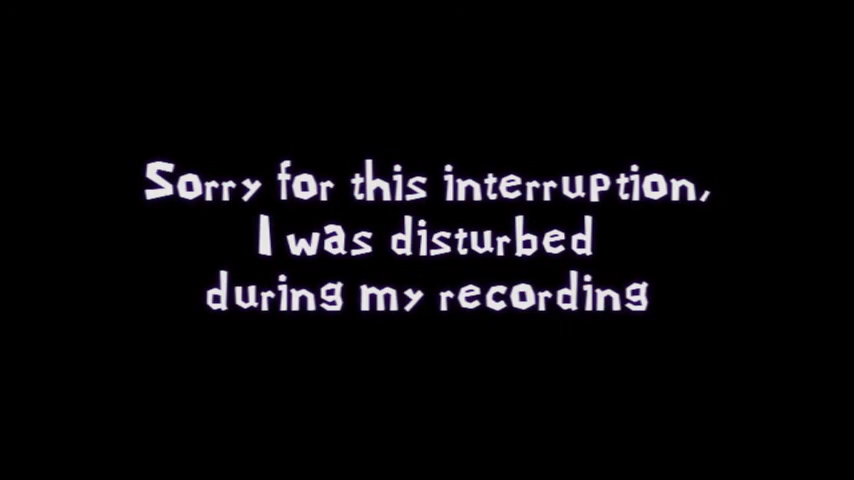 Sorry for this interruption,
I was disturbed
during my recording